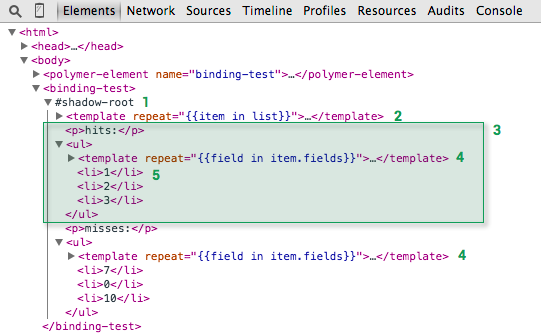 Elements Network Sources Timeline Profiles Resources Audits Console
▼<html>
▶<head>…</head>
▼<body>
▶<polymer-element name="binding-test">…</polymer-element>
▼<binding-test>
▼#shadow-root 1
▶<template repeat="{{item in list}}">…</template> 2
<p>hits:</p> 3
▼<ul>
▶<template repeat="{{field in item.fields}}">…</template> 4
<li>1</li> 5
<li>2</li>
<li>3</li>
</ul>
<p>misses:</p>
▼<ul>
▶<template repeat="{{field in item.fields}}">…</template> 4
<li>7</li>
<li>0</li>
<li>10</li>
</ul>
</binding-test>